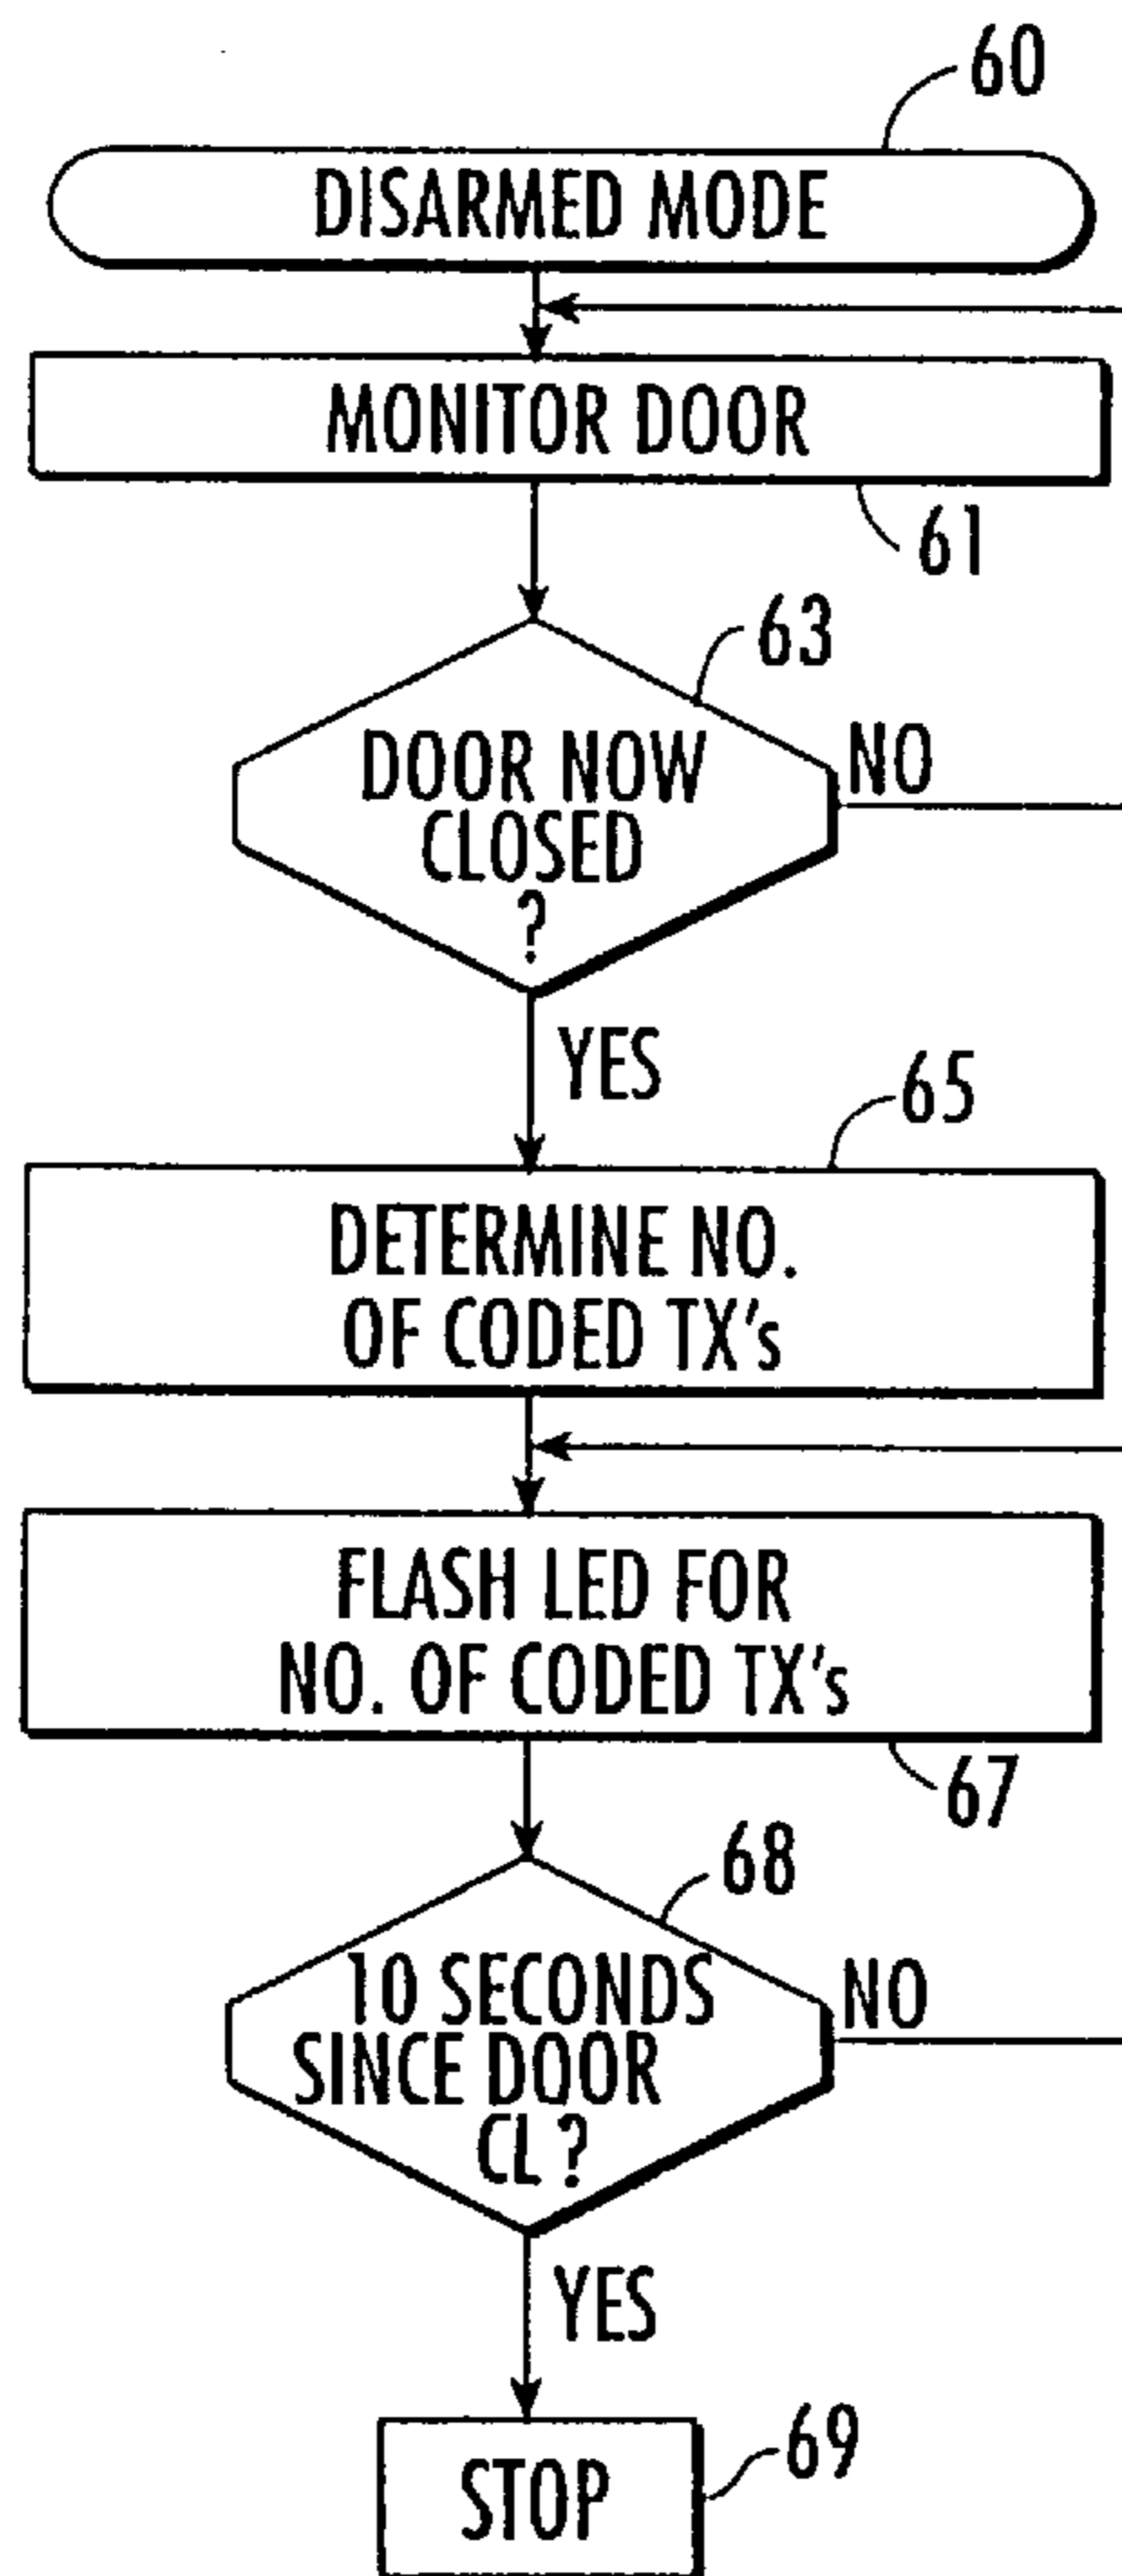 60
DISARMED MODE
MONITOR DOOR
61
63
DOOR NOW
CLOSED
?
NO
YES
65
DETERMINE NO.
OF CODED TX's
FLASH LED FOR
NO. OF CODED TX's
67
68
10 SECONDS
SINCE DOOR
CL?
NO
YES
69
STOP